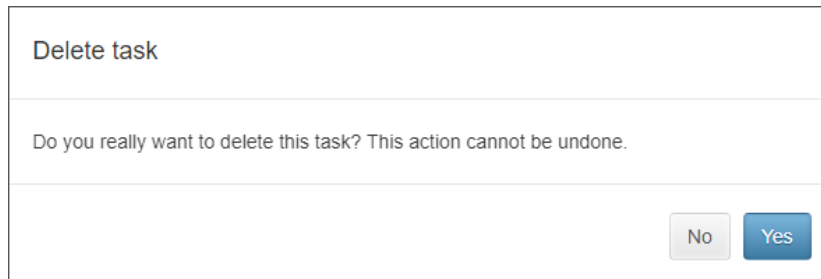 Delete task
Do you really want to delete this task? This action cannot be undone.
No Yes